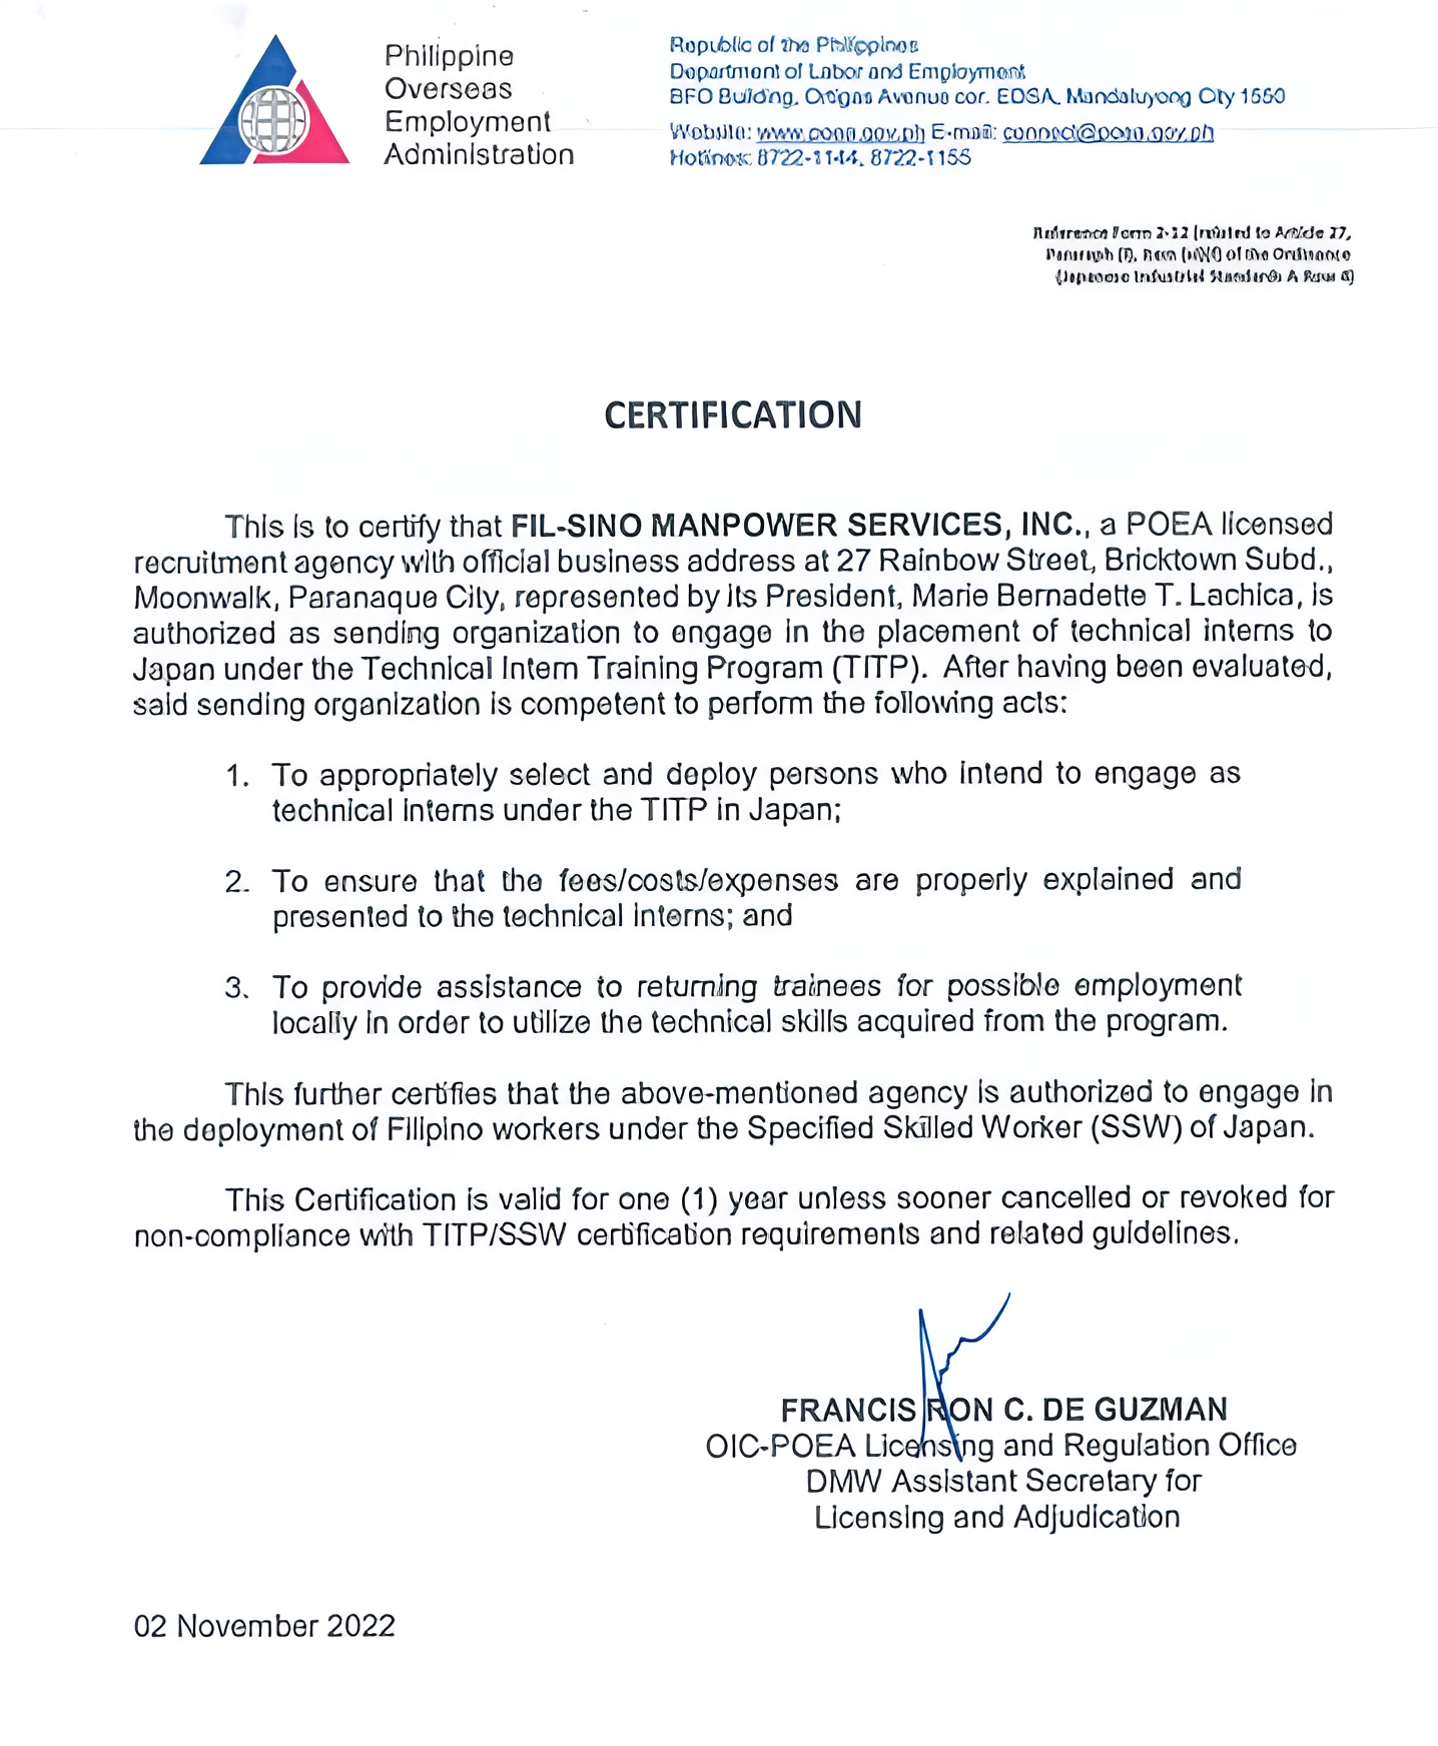 Philippine
Overseas
Employment
Administration
Republic of the Philippines
Department of Labor and Employment
BFO Building, Ortigas Avenue cor. EDSA, Mandaluyong City 1550
Website: www.poea.gov.ph E-mail: connect@poea.gov.ph
Hotlines: 8722-1144, 8722-1155
Reference Form 2-12 (related to Article 27,
Paragraph of the Ordinance
(Japanese Industrial Standards A
CERTIFICATION
This is to certify that FIL-SINO MANPOWER SERVICES, INC., a POEA licensed
recruitment agency with official business address at 27 Rainbow Street, Bricktown Subd.,
Moonwalk, Paranaque City, represented by its President, Marie Bernadette T. Lachica, is
authorized as sending organization to engage in the placement of technical interns to
Japan under the Technical Intern Training Program (TITP). After having been evaluated,
said sending organization is competent to perform the following acts:
1. To appropriately select and deploy persons who intend to engage as
technical interns under the TITP in Japan;
2. To ensure that the fees/costs/expenses are properly explained and
presented to the technical interns; and
3. To provide assistance to returning trainees for possible employment
locally in order to utilize the technical skills acquired from the program.
This further certifies that the above-mentioned agency is authorized to engage in
the deployment of Filipino workers under the Specified Skilled Worker (SSW) of Japan.
This Certification is valid for one (1) year unless sooner cancelled or revoked for
non-compliance with TITP/SSW certification requirements and related guidelines.
FRANCIS RON C. DE GUZMAN
OIC-POEA Licensing and Regulation Office
DMW Assistant Secretary for
Licensing and Adjudication
02 November 2022